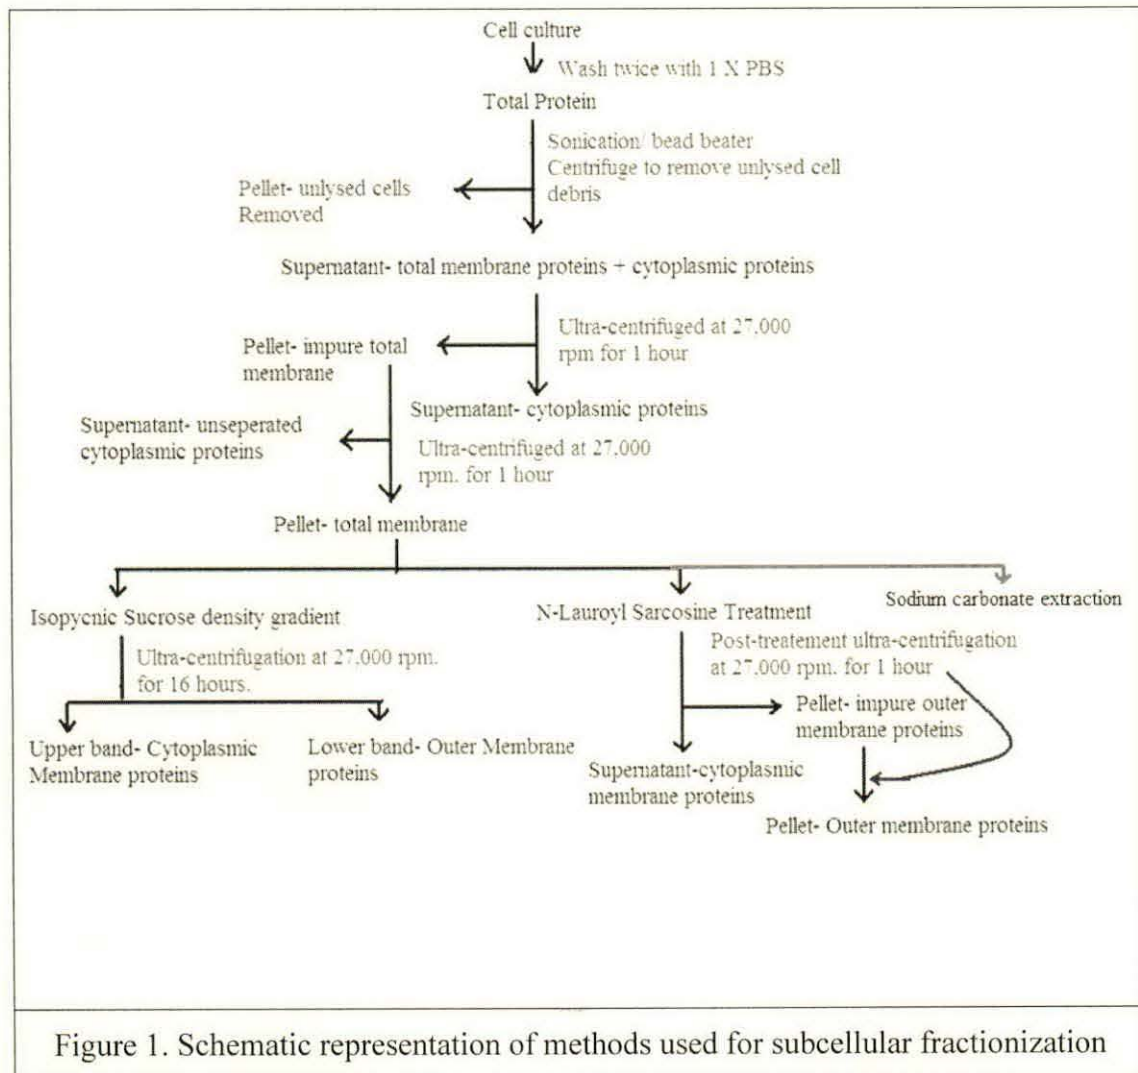 Cell culture
Wash twice with 1 X PBS
Total Protein
Sonication/ bead beater
Centrifuge to remove unlysed cell
debris
Pellet- unlysed cells
Removed
Supernatant- total membrane proteins + cytoplasmic proteins
Ultra-centrifuged at 27,000
rpm for 1 hour
Pellet- impure total
membrane
Supernatant- cytoplasmic proteins
Supernatant- unseperated
cytoplasmic proteins
Ultra-centrifuged at 27,000
rpm. for 1 hour
Pellet- total membrane
Isopycnic Sucrose density gradient
N-Lauroyl Sarcosine Treatment
Sodium carbonate extraction
Ultra-centrifugation at 27,000 rpm.
for 16 hours.
Post-treatement ultra-centrifugation
at 27,000 rpm. for 1 hour
Pellet- impure outer
membrane proteins
Upper band- Cytoplasmic
Membrane proteins
Lower band- Outer Membrane
proteins
Supernatant-cytoplasmic
membrane proteins
Pellet- Outer membrane proteins
Figure 1. Schematic representation of methods used for subcellular fractionization